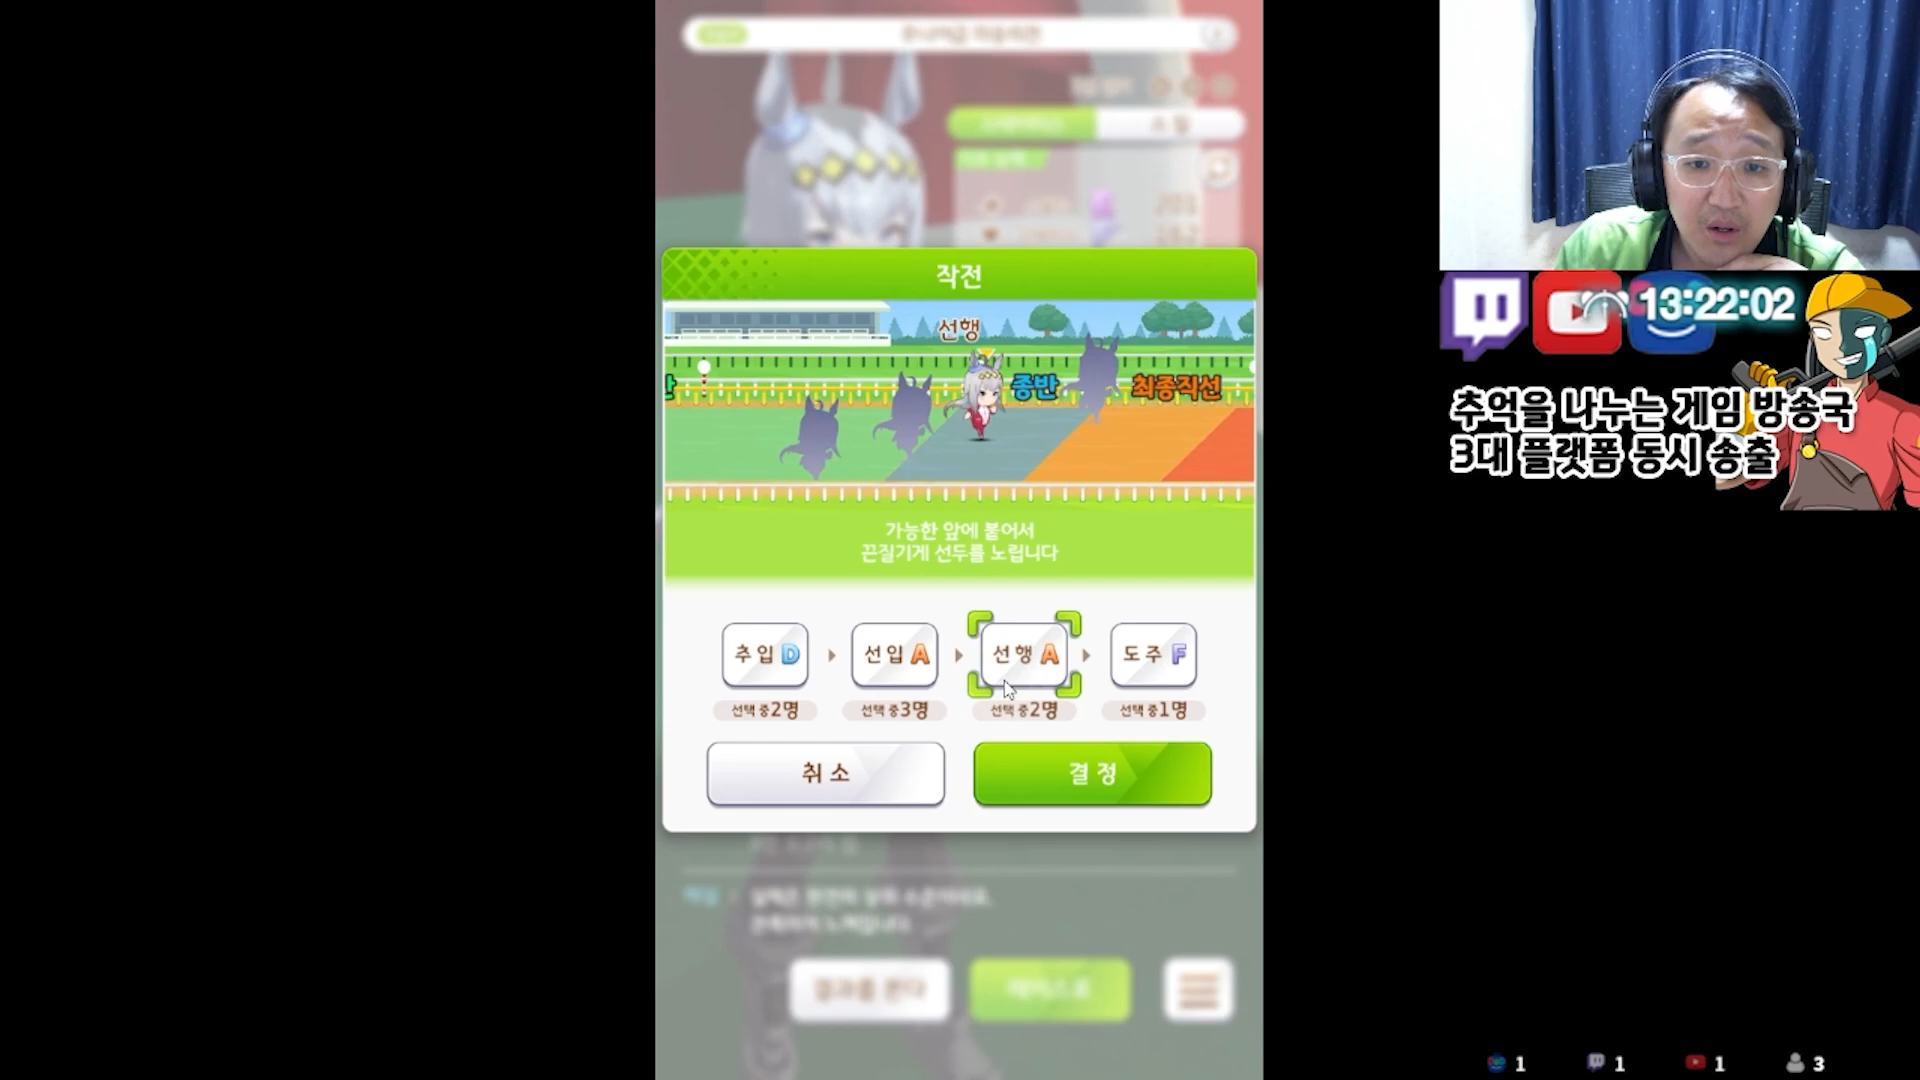 작전
선행
종반
최종직선
가능한 앞에 붙어서
끈질기게 선두를 노립니다
추입 D
선입 A
선행 A
도주 F
선택 중2명
선택 중3명
선택 중2명
선택 중1명
취소
결정
13:22:02
추억을 나누는 게임 방송국
3대 플랫폼 동시 송출
1
1
1
3